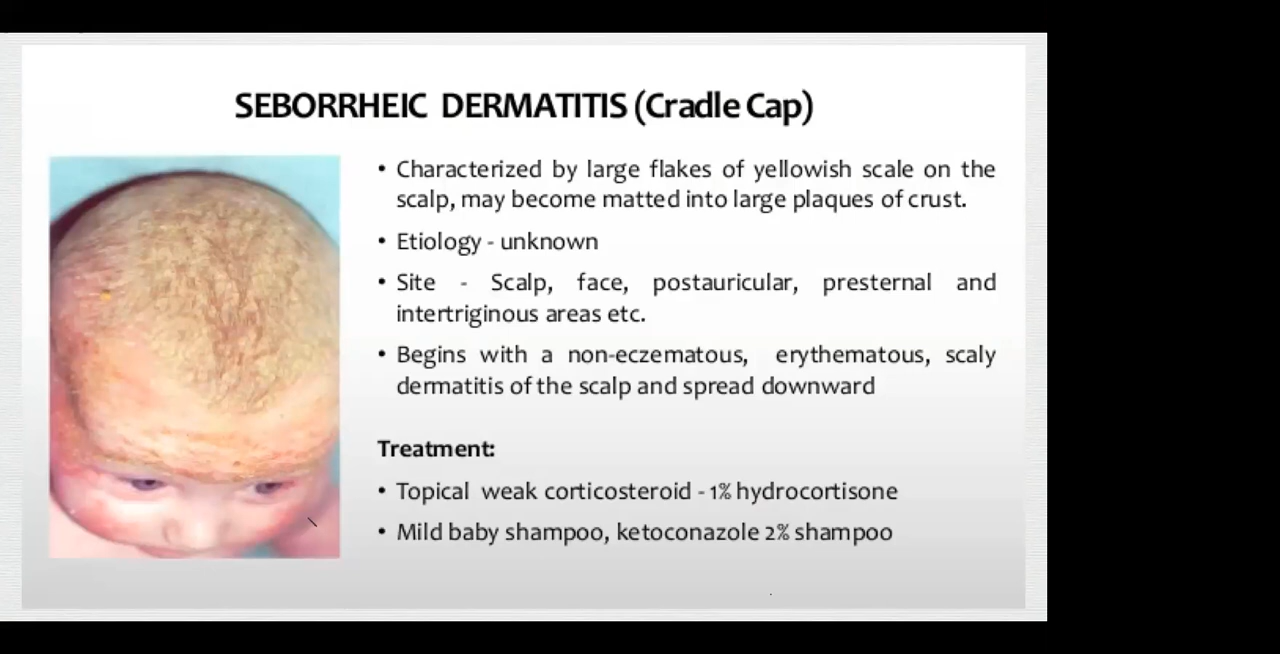 SEBORRHEIC DERMATITIS (Cradle Cap)
• Characterized by large flakes of yellowish scale on the
scalp, may become matted into large plaques of crust.
• Etiology - unknown
• Site - Scalp, face, postauricular, presternal and
intertriginous areas etc.
• Begins with a non-eczematous, erythematous, scaly
dermatitis of the scalp and spread downward
Treatment:
• Topical weak corticosteroid - 1% hydrocortisone
• Mild baby shampoo, ketoconazole 2% shampoo